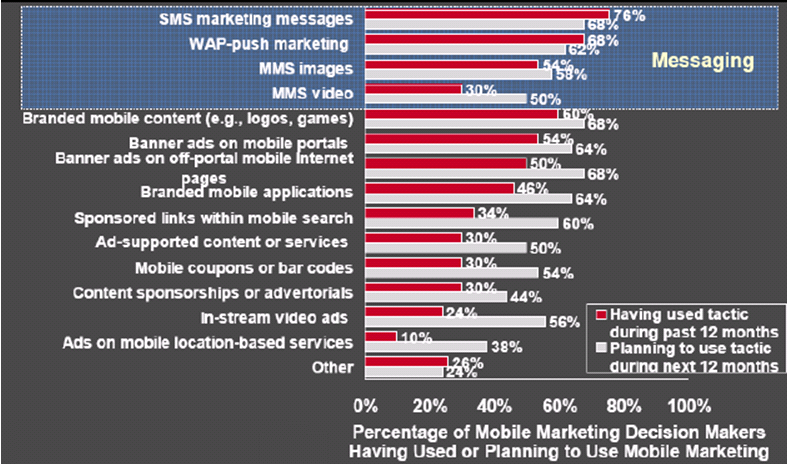 SMS marketing messages 76% 68%
WAP-push marketing 68% 62%
Messaging
MMS images 54% 58%
MMS video 30% 50%
Branded mobile content (e.g., logos, games) 60% 68%
Banner ads on mobile portals 54% 64%
Banner ads on off-portal mobile Internet
pages 50% 68%
Branded mobile applications 46% 64%
Sponsored links within mobile search 34% 60%
Ad-supported content or services 30% 50%
Mobile coupons or bar codes 30% 54%
Content sponsorships or advertorials 30% 44%
In-stream video ads 24% 56%
Ads on mobile location-based services 10% 38%
Other 26% 24%
Having used tactic
during past 12 months
Planning to use tactic
during next 12 months
0% 20% 40% 60% 80% 100%
Percentage of Mobile Marketing Decision Makers
Having Used or Planning to Use Mobile Marketing